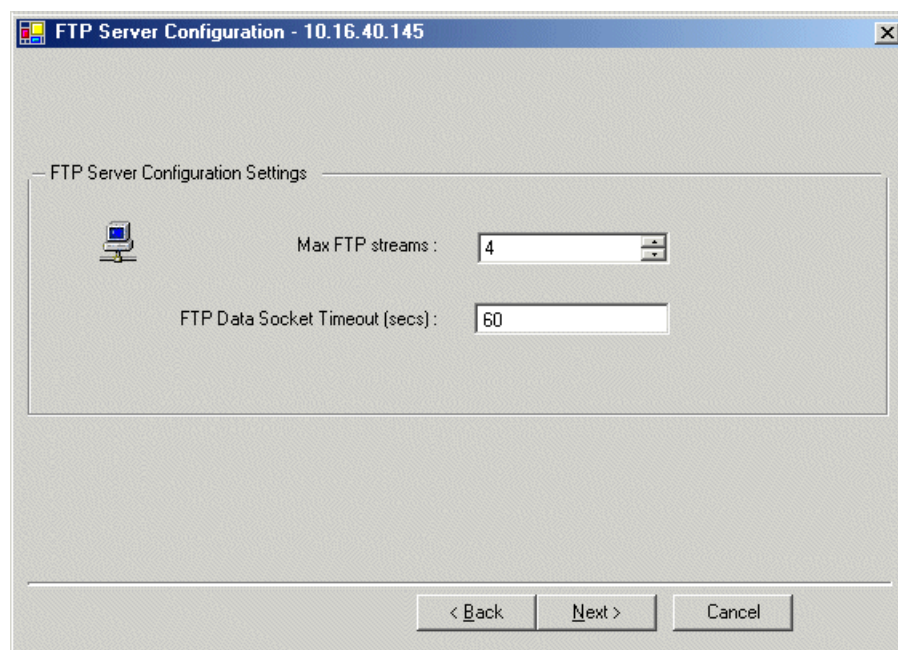 FTP Server Configuration - 10.16.40.145
FTP Server Configuration Settings
Max FTP streams :
4
FTP Data Socket Timeout (secs) :
60
< Back
Next >
Cancel